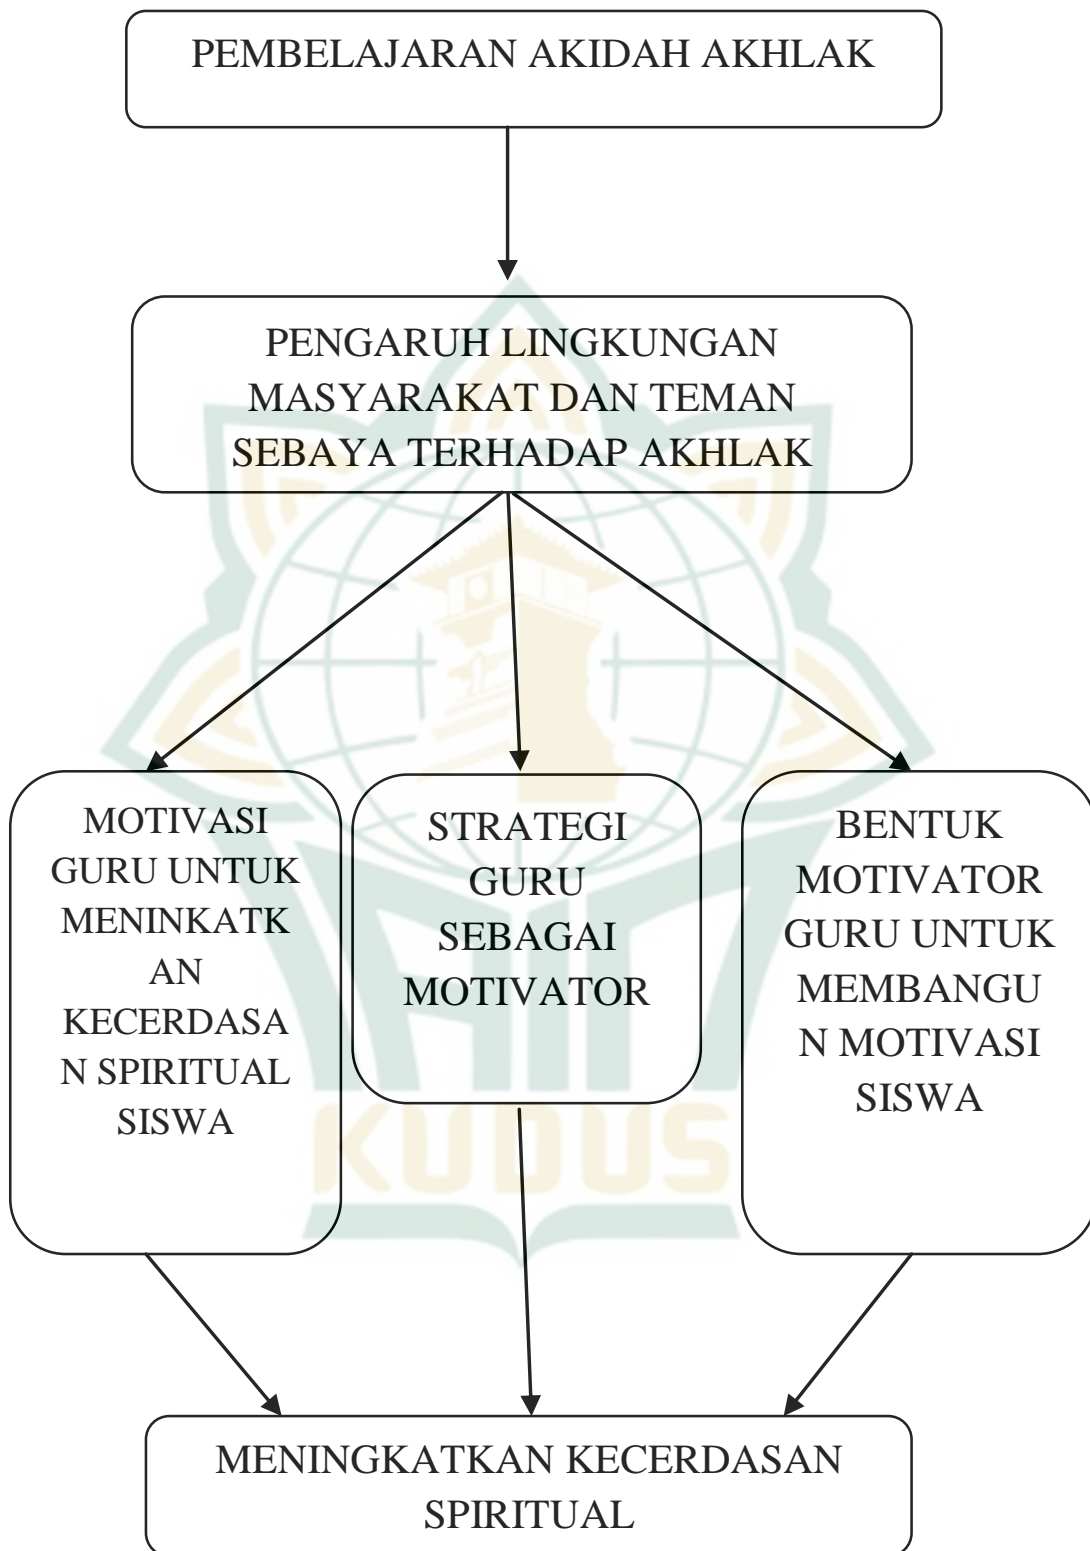 PEMBELAJARAN AKIDAH AKHLAK
PENGARUH LINGKUNGAN
MASYARAKAT DAN TEMAN
SEBAYA TERHADAP AKHLAK
MOTIVASI
GURU UNTUK
MENINKATK
AN
KECERDASA
N SPIRITUAL
SISWA
STRATEGI
GURU
SEBAGAI
MOTIVATOR
BENTUK
MOTIVATOR
GURU UNTUK
MEMBANGU
N MOTIVASI
SISWA
KUDUS
MENINGKATKAN KECERDASAN
SPIRITUAL